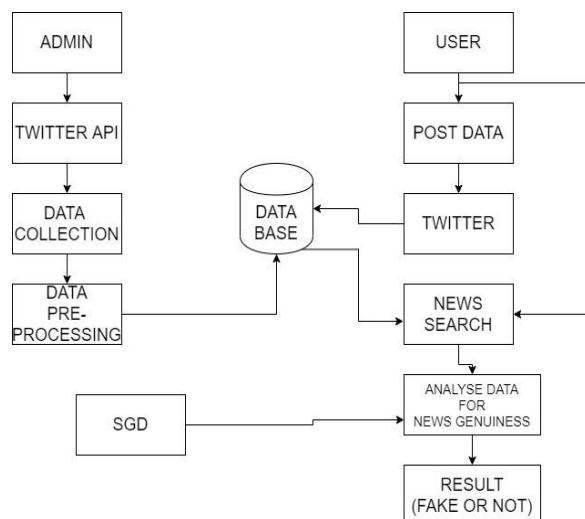 ADMIN
USER
TWITTER API
POST DATA
DATA
COLLECTION
DATA
BASE
TWITTER
DATA
PRE-
PROCESSING
NEWS
SEARCH
ANALYSE DATA
FOR
NEWS GENUINESS
SGD
RESULT
(FAKE OR NOT)